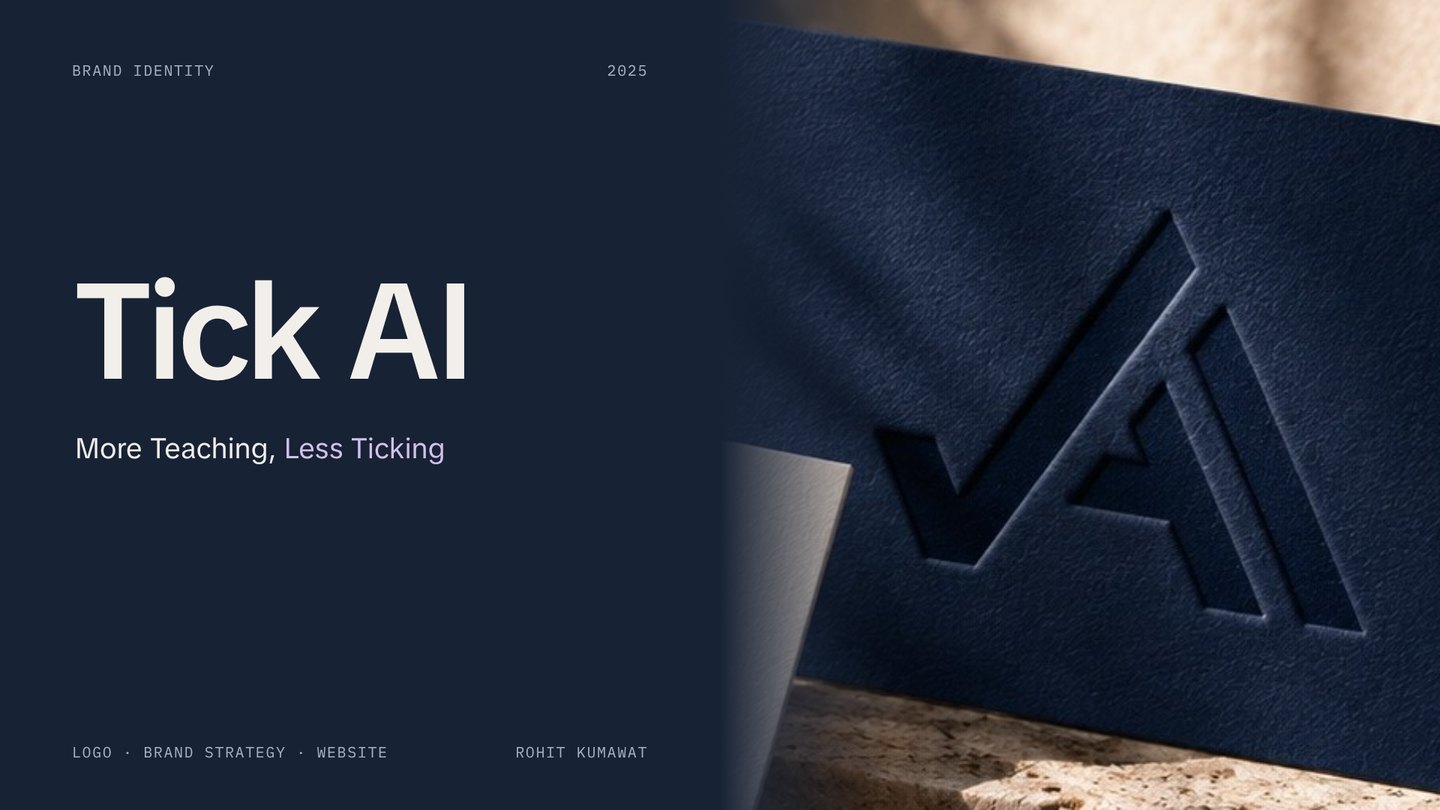 BRAND IDENTITY
2025
Tick AI
More Teaching, Less Ticking
LOGO · BRAND STRATEGY · WEBSITE
ROHIT KUMAWAT